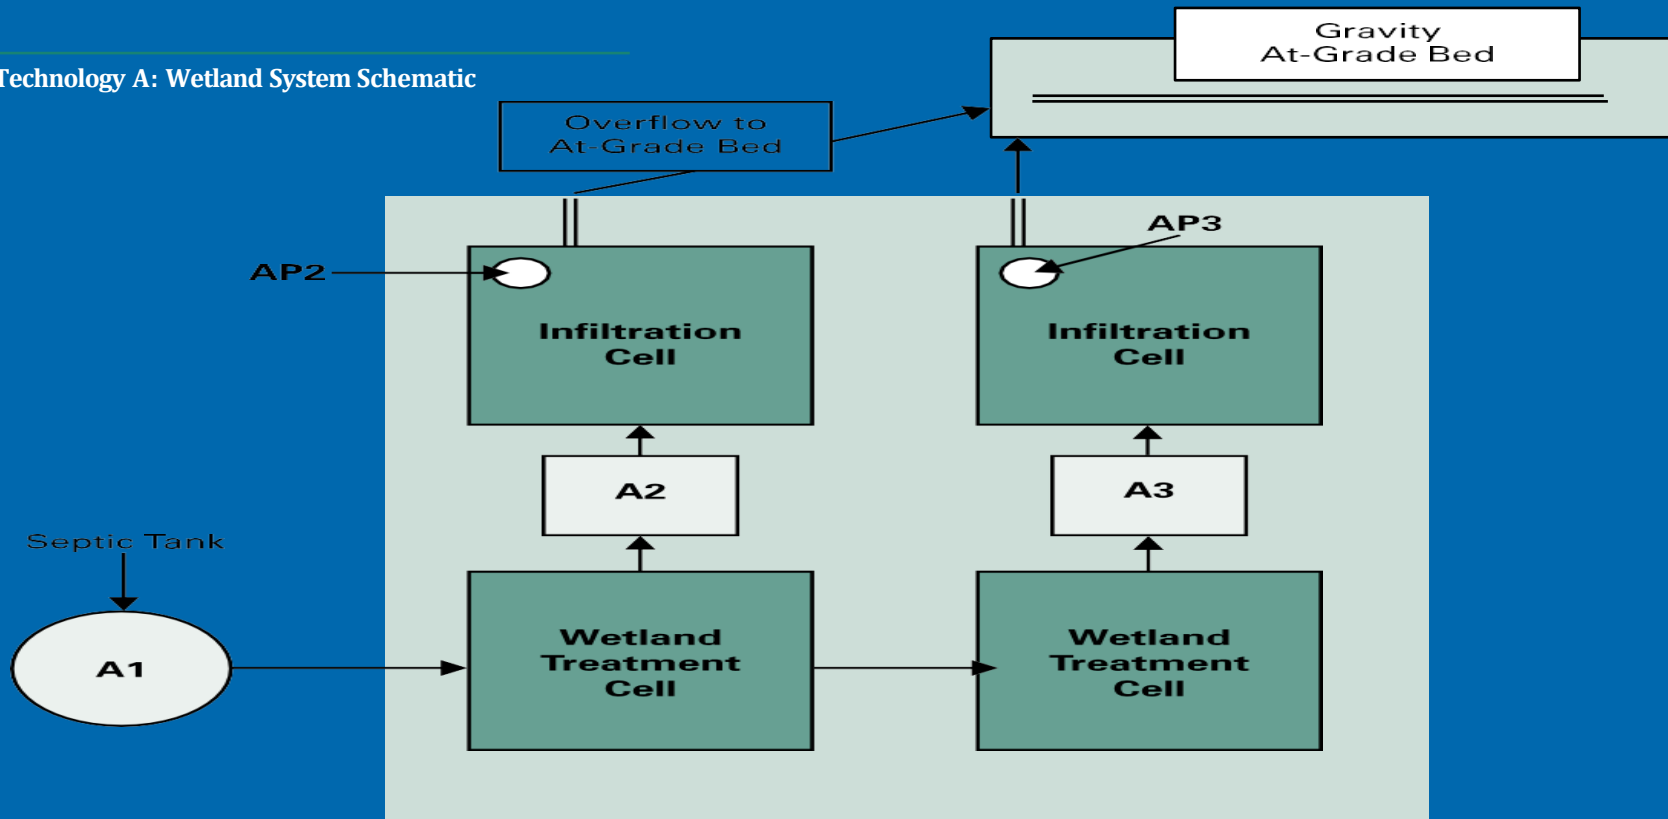 Gravity
At-Grade Bed
Technology A: Wetland System Schematic
Overflow to
At-Grade Bed
AP3
AP2
Infiltration
Cell
Infiltration
Cell
A2
A3
Septic Tank
A1
Wetland
Treatment
Cell
Wetland
Treatment
Cell